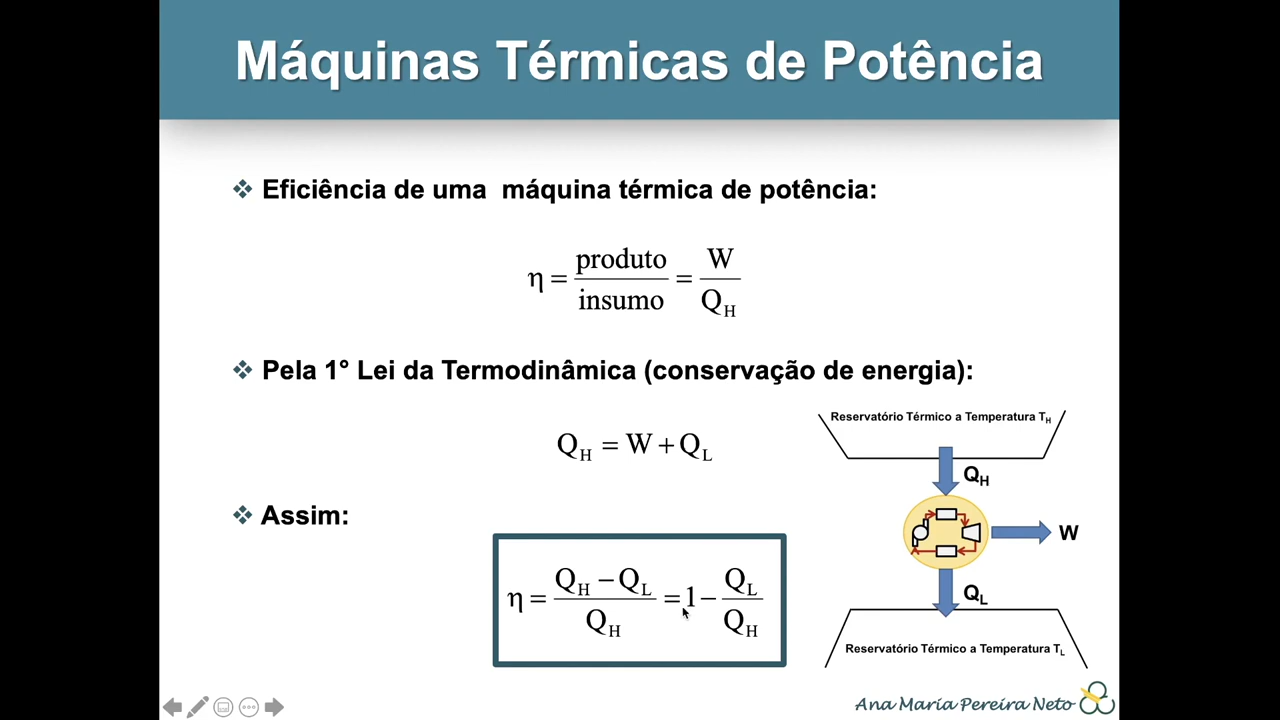 Máquinas Térmicas de Potência
Eficiência de uma máquina térmica de potência:
η = produto / insumo = W / Q_H
Pela 1° Lei da Termodinâmica (conservação de energia):
Q_H = W + Q_L
Assim:
η = Q_H − Q_L / Q_H = 1 − Q_L / Q_H
Reservatório Térmico a Temperatura T_H
Q_H
W
Q_L
Reservatório Térmico a Temperatura T_L
Ana Maria Pereira Neto